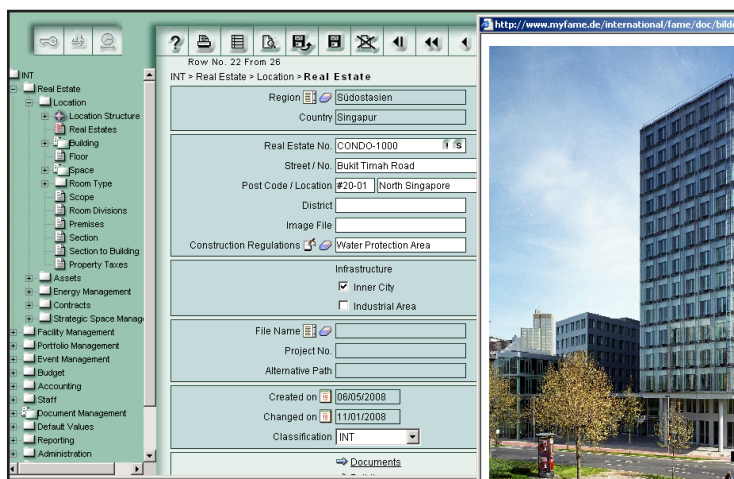 http://www.myfame.de/international/fame/doc/bilde
Row No. 22 From 26
INT > Real Estate > Location > Real Estate
INT
Real Estate
Location
Location Structure
Real Estates
Building
Floor
Space
Room Type
Scope
Room Divisions
Premises
Section
Section to Building
Property Taxes
Assets
Energy Management
Contracts
Strategic Space Manag
Facility Management
Portfolio Management
Event Management
Budget
Accounting
Staff
Document Management
Default Values
Reporting
Administration
Region Südostasien
Country Singapur
Real Estate No. CONDO-1000 I S
Street / No. Bukit Timah Road
Post Code / Location #20-01 North Singapore
District
Image File
Construction Regulations Water Protection Area
Infrastructure
Inner City
Industrial Area
File Name
Project No.
Alternative Path
Created on 06/05/2008
Changed on 11/01/2008
Classification INT
Documents